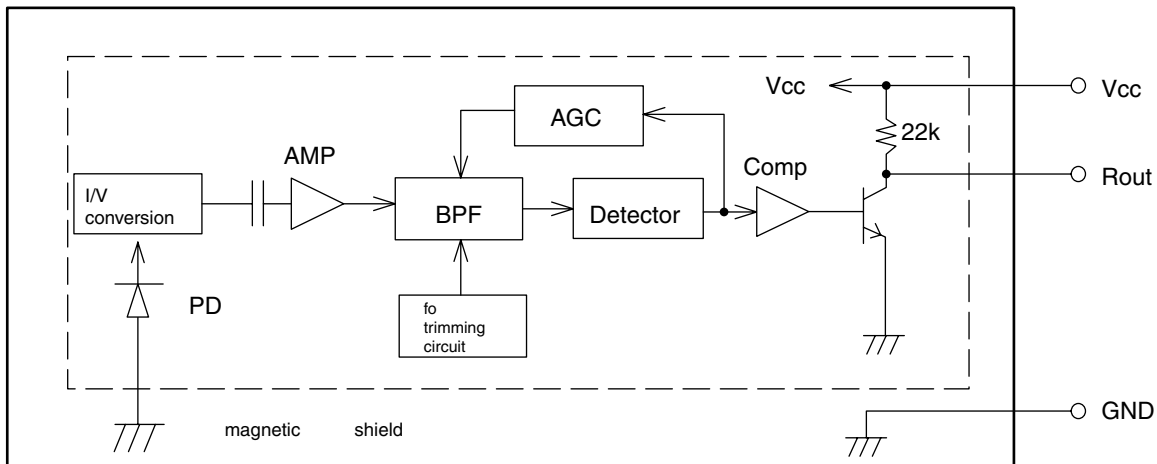 Vcc
Vcc
AGC
22k
AMP
Comp
Rout
I/V
conversion
BPF
Detector
PD
fo
trimming
circuit
GND
magnetic shield